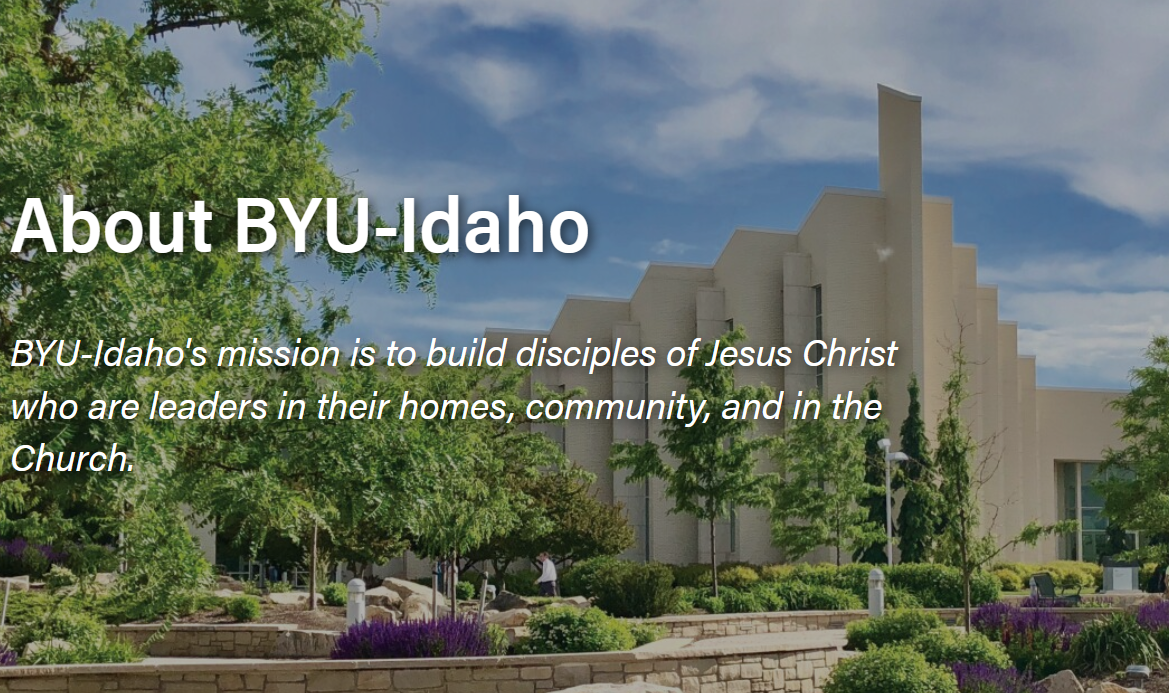 About BYU-Idaho
BYU-Idaho's mission is to build disciples of Jesus Christ
who are leaders in their homes, community, and in the
Church.